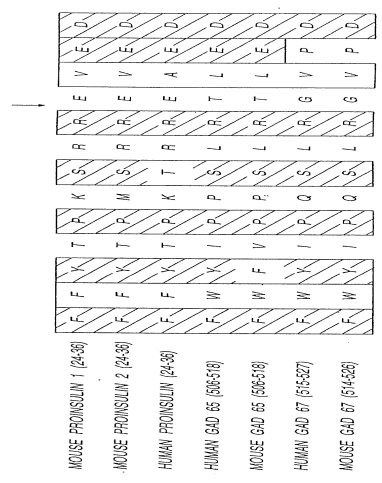 MOUSE PROINSULIN 1 (24-36) F F Y T P K S R R E V E D
MOUSE PROINSULIN 2 (24-36) F F Y T P M S R R E V E D
HUMAN PROINSULIN (24-36) F F Y T P K T R R E A E D
HUMAN GAD 65 (506-518) F W Y I P P S L R T L E D
MOUSE GAD 65 (506-518) F W F V P P S L R T L E D
HUMAN GAD 67 (515-527) F W Y I P Q S L R G V P D
MOUSE GAD 67 (514-526) F W Y I P Q S L R G V P D